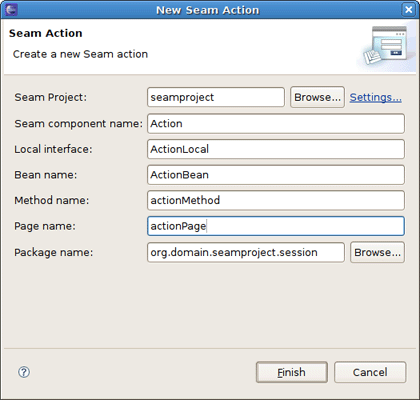 New Seam Action
Seam Action
Create a new Seam action
Seam Project: seamproject Browse... Settings...
Seam component name: Action
Local interface: ActionLocal
Bean name: ActionBean
Method name: actionMethod
Page name: actionPage
Package name: org.domain.seamproject.session Browse...
? Finish Cancel